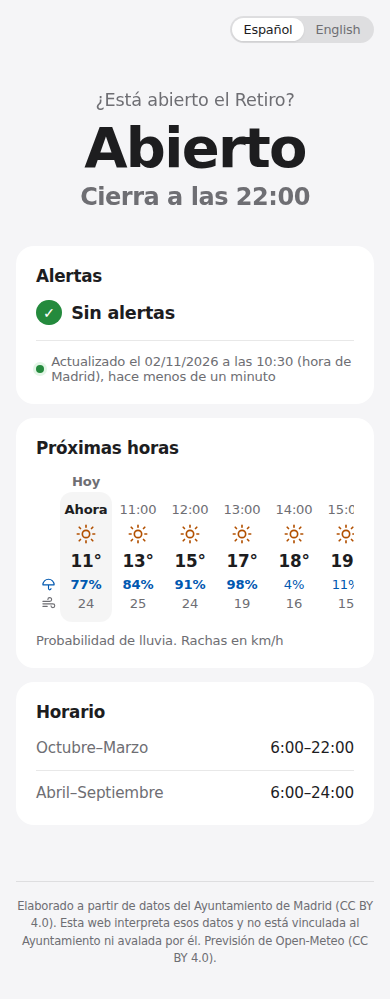 Español English
¿Está abierto el Retiro?
Abierto
Cierra a las 22:00
Alertas
✓ Sin alertas
Actualizado el 02/11/2026 a las 10:30 (hora de
Madrid), hace menos de un minuto
Próximas horas
Hoy
Ahora 11:00 12:00 13:00 14:00 15:0
11° 13° 15° 17° 18° 19
77% 84% 91% 98% 4% 11%
24 25 24 19 16 15
Probabilidad de lluvia. Rachas en km/h
Horario
Octubre–Marzo 6:00–22:00
Abril–Septiembre 6:00–24:00
Elaborado a partir de datos del Ayuntamiento de Madrid (CC BY
4.0). Esta web interpreta esos datos y no está vinculada al
Ayuntamiento ni avalada por él. Previsión de Open-Meteo (CC
BY 4.0).